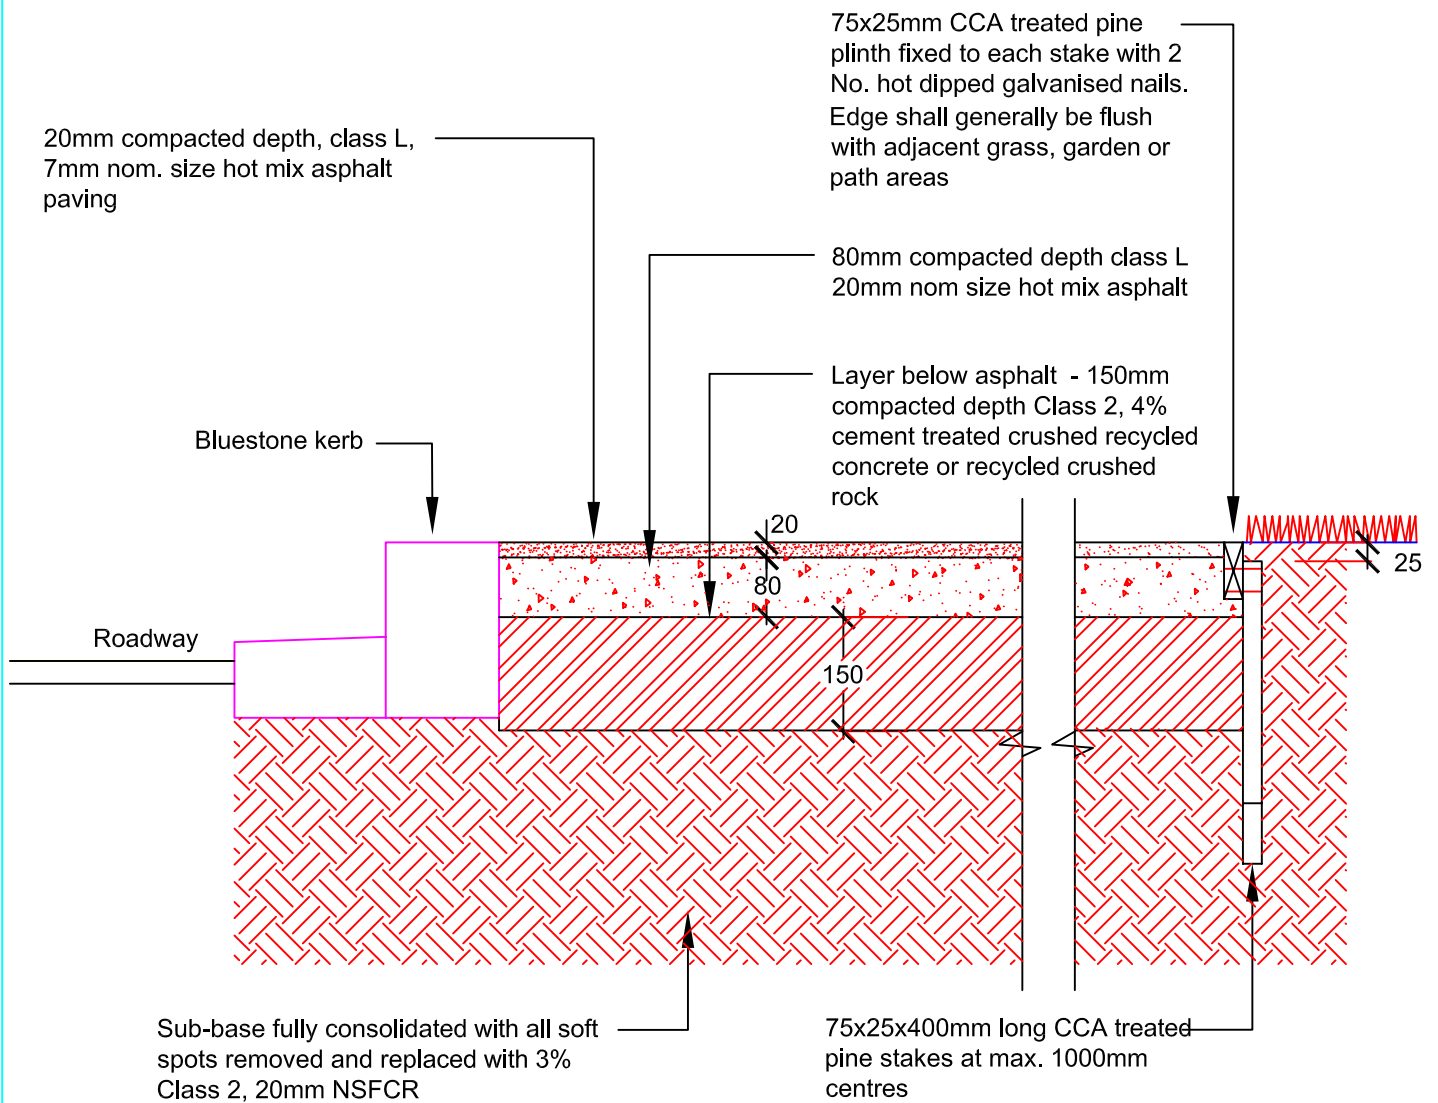 75x25mm CCA treated pine
plinth fixed to each stake with 2
No. hot dipped galvanised nails.
Edge shall generally be flush
with adjacent grass, garden or
path areas
20mm compacted depth, class L,
7mm nom. size hot mix asphalt
paving
80mm compacted depth class L
20mm nom size hot mix asphalt
Layer below asphalt - 150mm
compacted depth Class 2, 4%
cement treated crushed recycled
concrete or recycled crushed
rock
Bluestone kerb
20
25
80
Roadway
150
Sub-base fully consolidated with all soft
spots removed and replaced with 3%
Class 2, 20mm NSFCR
75x25x400mm long CCA treated
pine stakes at max. 1000mm
centres